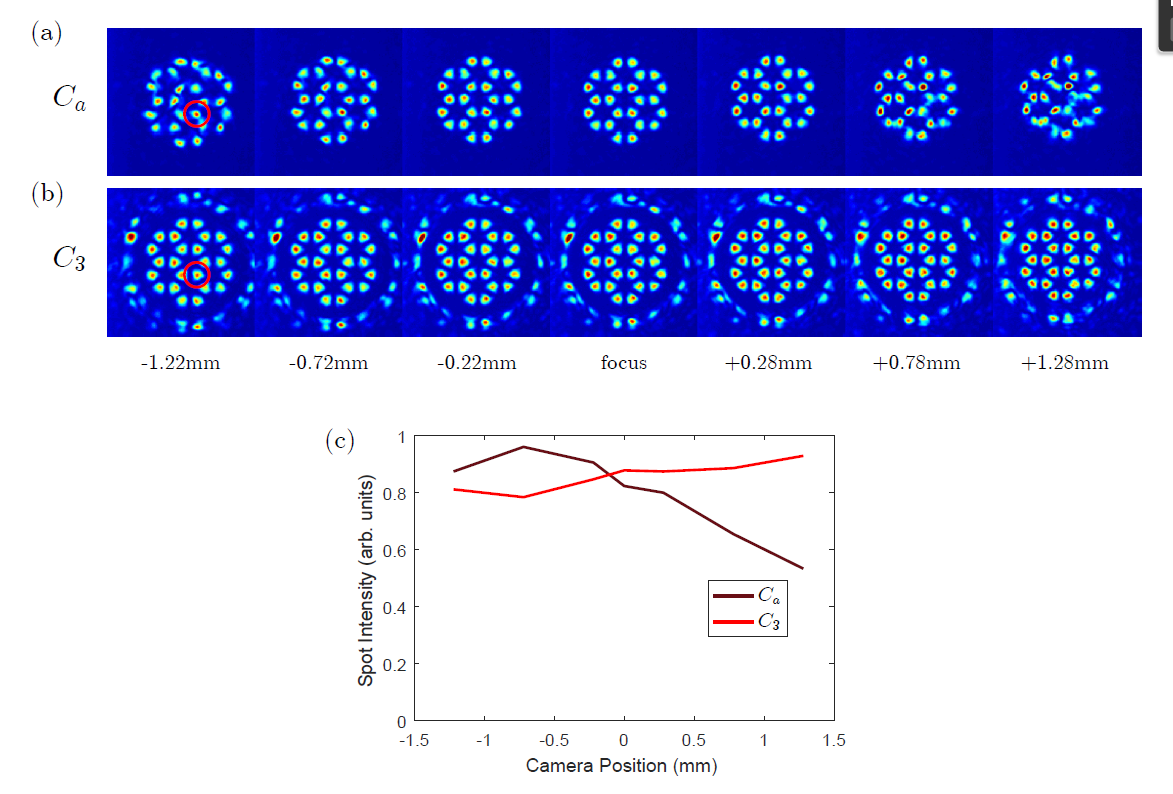 (a)
C_a
(b)
C_3
-1.22mm -0.72mm -0.22mm focus +0.28mm +0.78mm +1.28mm
(c)
Spot Intensity (arb. units)
1
0.8
0.6
0.4
0.2
0
C_a
C_3
-1.5 -1 -0.5 0 0.5 1 1.5
Camera Position (mm)